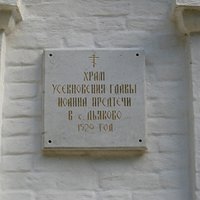 ХРАМ
УСЕКНОВЕНИЯ ГЛАВЫ
ИОАННА ПРЕДТЕЧИ
В с. ДЬЯКОВО
1529 ГОД